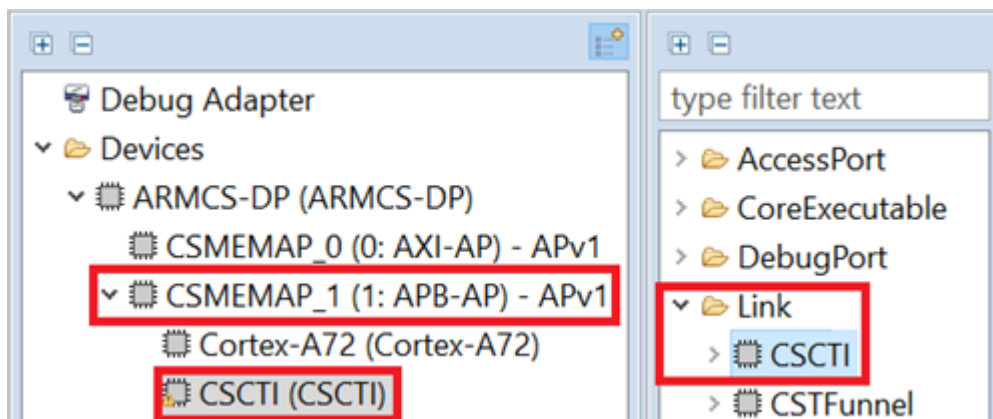 Debug Adapter
Devices
ARMCS-DP (ARMCS-DP)
CSMEMAP_0 (0: AXI-AP) - APv1
CSMEMAP_1 (1: APB-AP) - APv1
Cortex-A72 (Cortex-A72)
CSCTI (CSCTI)
type filter text
AccessPort
CoreExecutable
DebugPort
Link
CSCTI
CSTFunnel